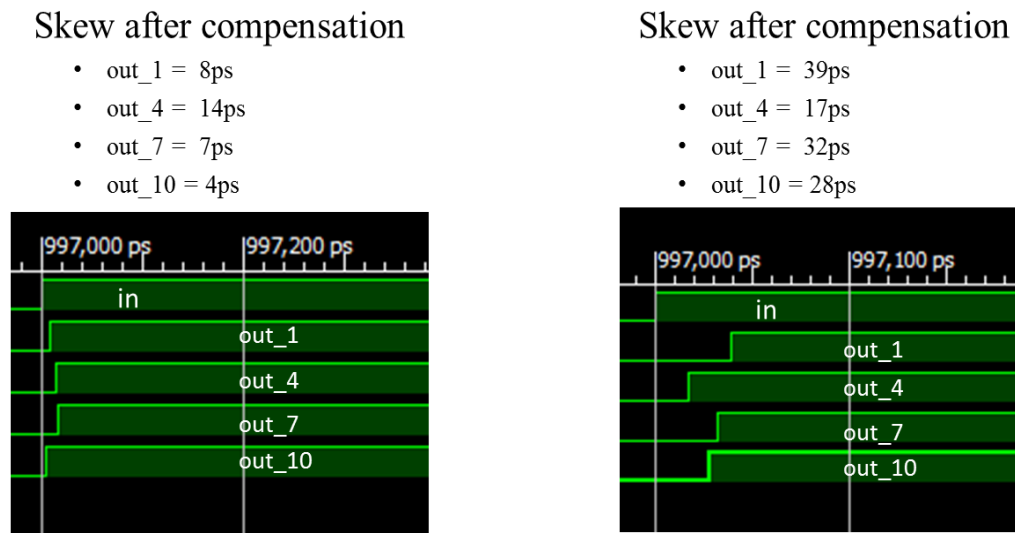 Skew after compensation
• out_1 = 8ps
• out_4 = 14ps
• out_7 = 7ps
• out_10 = 4ps
997,000 ps 997,200 ps
in
out_1
out_4
out_7
out_10
Skew after compensation
• out_1 = 39ps
• out_4 = 17ps
• out_7 = 32ps
• out_10 = 28ps
997,000 ps 997,100 ps
in
out_1
out_4
out_7
out_10